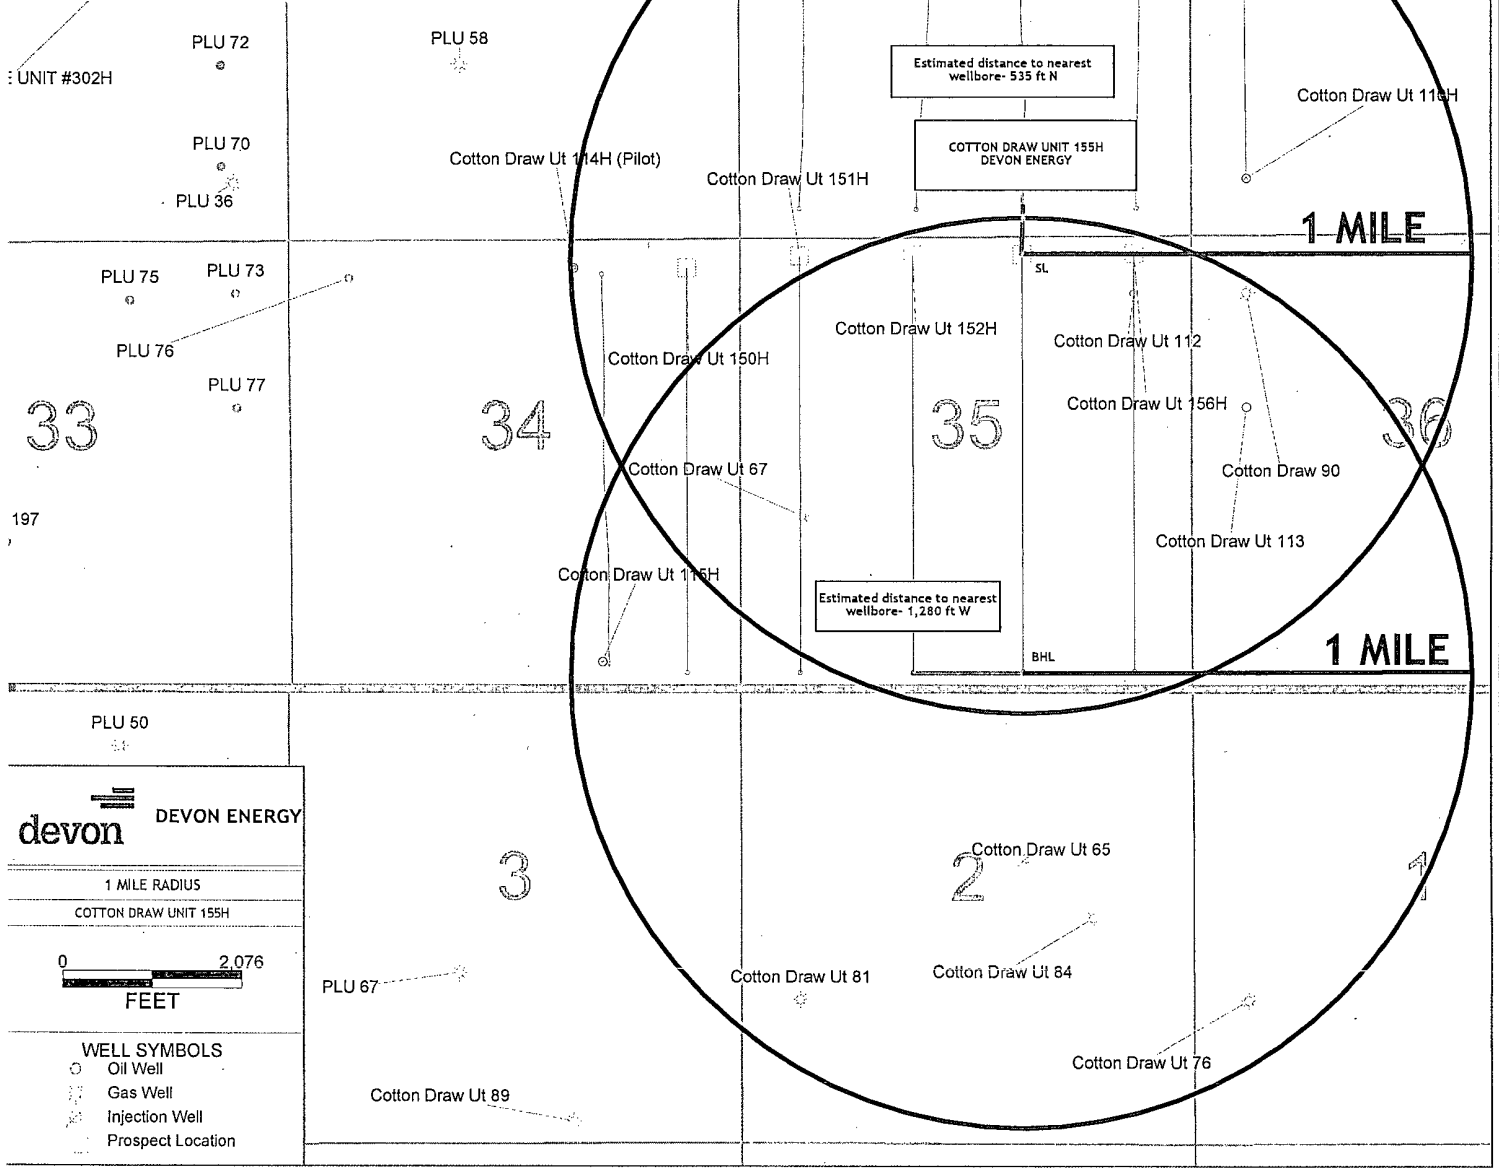 PLU 72
PLU 58
Estimated distance to nearest
wellbore- 535 ft N
E UNIT #302H
Cotton Draw Ut 116H
PLU 70
Cotton Draw Ut 114H (Pilot)
COTTON DRAW UNIT 155H
DEVON ENERGY
Cotton Draw Ut 151H
PLU 36
1 MILE
PLU 75
PLU 73
SL
Cotton Draw Ut 152H
Cotton Draw Ut 112
PLU 76
Cotton Draw Ut 150H
PLU 77
Cotton Draw Ut 156H
33
34
35
36
Cotton Draw Ut 67
Cotton Draw 90
197
Cotton Draw Ut 113
Cotton Draw Ut 115H
Estimated distance to nearest
wellbore- 1,280 ft W
1 MILE
BHL
PLU 50
devon
DEVON ENERGY
Cotton Draw Ut 65
3
2
1
1 MILE RADIUS
COTTON DRAW UNIT 155H
0
2,076
FEET
PLU 67
Cotton Draw Ut 81
Cotton Draw Ut 84
WELL SYMBOLS
Oil Well
Gas Well
Injection Well
Prospect Location
Cotton Draw Ut 76
Cotton Draw Ut 89